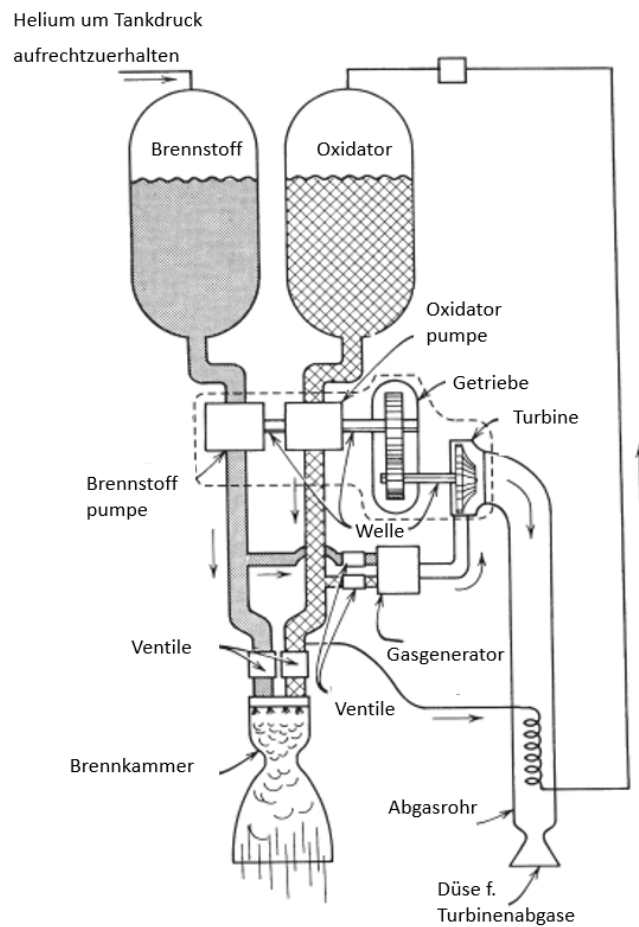 Helium um Tankdruck
aufrechtzuerhalten
Brennstoff
Oxidator
Oxidator
pumpe
Getriebe
Turbine
Brennstoff
pumpe
Welle
Ventile
Gasgenerator
Ventile
Brennkammer
Abgasrohr
Düse f.
Turbinenabgase